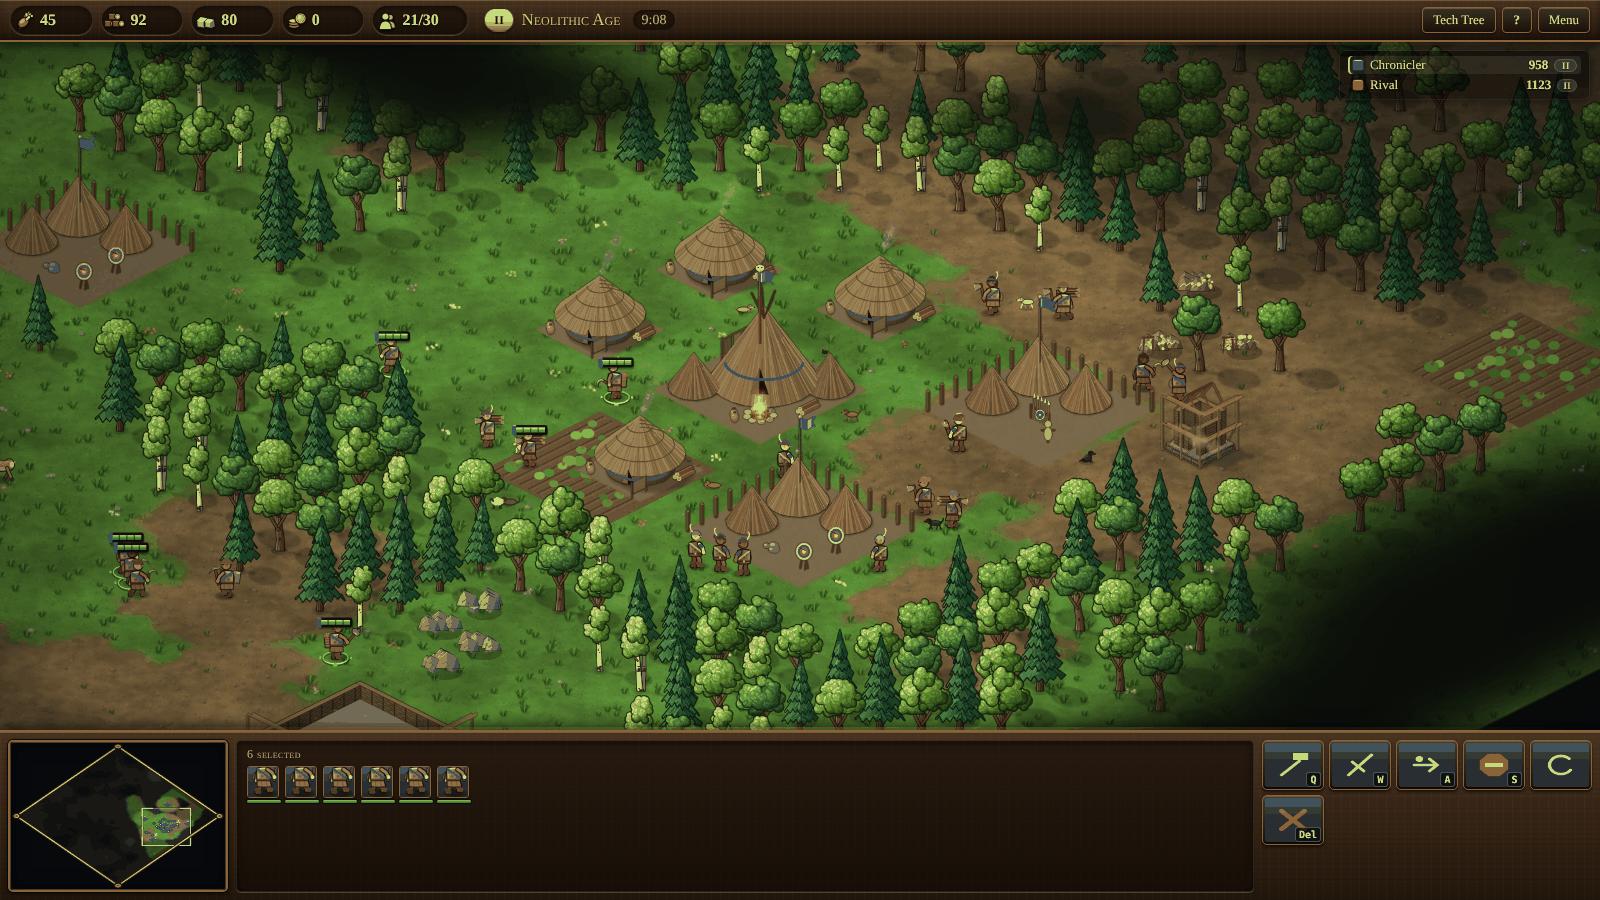 45
92
80
0
21/30
II
Neolithic Age
9:08
Tech Tree
?
Menu
Chronicler 958 II
Rival 1123 II
6 selected
Q
W
A
S
Del